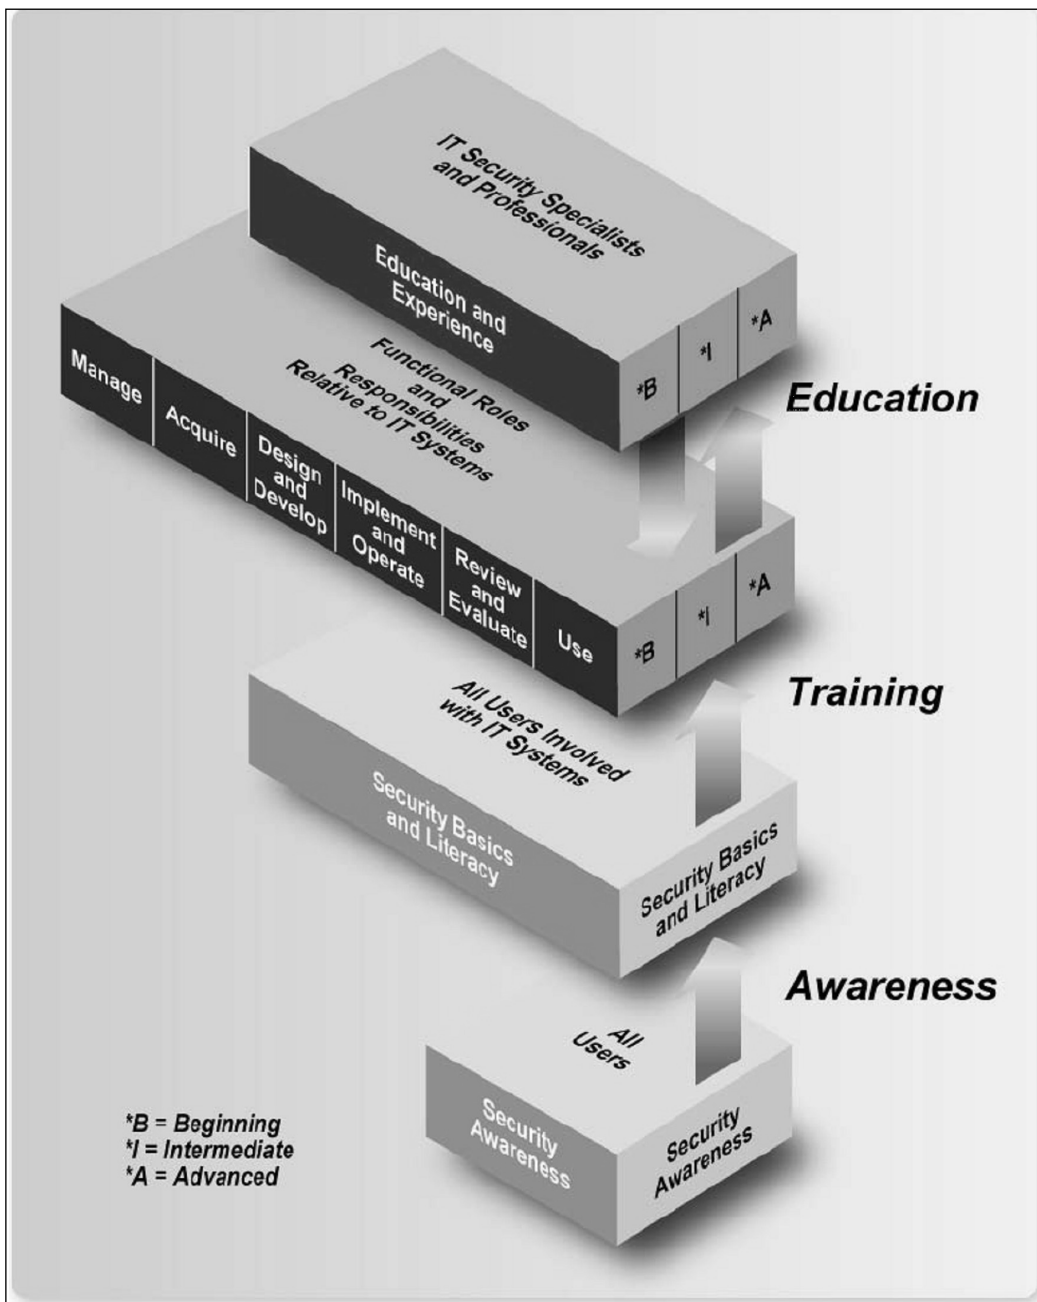 IT Security Specialists
and Professionals
Education and
Experience
*B
*I
*A
Education
Functional Roles
and
Responsibilities
Relative to IT Systems
Manage
Acquire
Design
and
Develop
Implement
and
Operate
Review
and
Evaluate
Use
*B
*I
*A
Training
All Users Involved
with IT Systems
Security Basics
and Literacy
Security Basics
and Literacy
Awareness
All
Users
Security
Awareness
Security
Awareness
*B = Beginning
*I = Intermediate
*A = Advanced